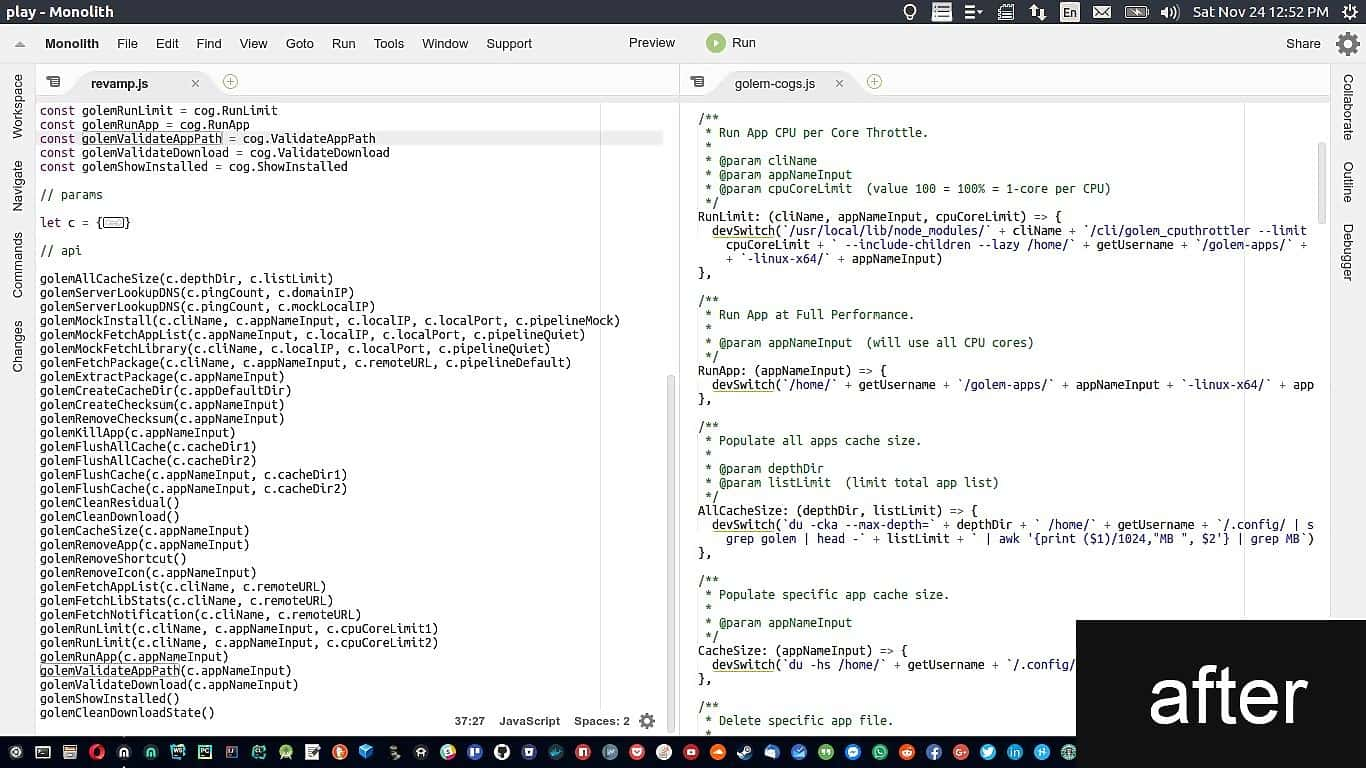 play - Monolith
En
Sat Nov 24 12:52 PM
Monolith File Edit Find View Goto Run Tools Window Support Preview Run Share
Workspace
Navigate
Commands
Changes
revamp.js
const golemRunLimit = cog.RunLimit
const golemRunApp = cog.RunApp
const golemValidateAppPath = cog.ValidateAppPath
const golemValidateDownload = cog.ValidateDownload
const golemShowInstalled = cog.ShowInstalled
// params
let c = {}
// api
golemAllCacheSize(c.depthDir, c.listLimit)
golemServerLookupDNS(c.pingCount, c.domainIP)
golemServerLookupDNS(c.pingCount, c.mockLocalIP)
golemMockInstall(c.cliName, c.appNameInput, c.localIP, c.localPort, c.pipelineMock)
golemMockFetchAppList(c.appNameInput, c.localIP, c.localPort, c.pipelineQuiet)
golemMockFetchLibrary(c.cliName, c.localIP, c.localPort, c.pipelineQuiet)
golemFetchPackage(c.cliName, c.appNameInput, c.remoteURL, c.pipelineDefault)
golemExtractPackage(c.appNameInput)
golemCreateCacheDir(c.appDefaultDir)
golemCreateChecksum(c.appNameInput)
golemRemoveChecksum(c.appNameInput)
golemKillApp(c.appNameInput)
golemFlushAllCache(c.cacheDir1)
golemFlushAllCache(c.cacheDir2)
golemFlushCache(c.appNameInput, c.cacheDir1)
golemFlushCache(c.appNameInput, c.cacheDir2)
golemCleanResidual()
golemCleanDownload()
golemCacheSize(c.appNameInput)
golemRemoveApp(c.appNameInput)
golemRemoveShortcut()
golemRemoveIcon(c.appNameInput)
golemFetchAppList(c.cliName, c.remoteURL)
golemFetchLibStats(c.cliName, c.remoteURL)
golemFetchNotification(c.cliName, c.remoteURL)
golemRunLimit(c.cliName, c.appNameInput, c.cpuCoreLimit1)
golemRunLimit(c.cliName, c.appNameInput, c.cpuCoreLimit2)
golemRunApp(c.appNameInput)
golemValidateAppPath(c.appNameInput)
golemValidateDownload(c.appNameInput)
golemShowInstalled()
golemCleanDownloadState()
37:27 JavaScript Spaces: 2
golem-cogs.js
/**
* Run App CPU per Core Throttle.
*
* @param cliName
* @param appNameInput
* @param cpuCoreLimit (value 100 = 100% = 1-core per CPU)
*/
RunLimit: (cliName, appNameInput, cpuCoreLimit) => {
devSwitch(`/usr/local/lib/node_modules/` + cliName + `/cli/golem_cputhrottler --limit
cpuCoreLimit + ` --include-children --lazy /home/` + getUsername + `/golem-apps/` +
+ `-linux-x64/` + appNameInput)
},
/**
* Run App at Full Performance.
*
* @param appNameInput (will use all CPU cores)
*/
RunApp: (appNameInput) => {
devSwitch(`/home/` + getUsername + `/golem-apps/` + appNameInput + `-linux-x64/` + app
},
/**
* Populate all apps cache size.
*
* @param depthDir
* @param listLimit (limit total app list)
*/
AllCacheSize: (depthDir, listLimit) => {
devSwitch(`du -cka --max-depth=` + depthDir + ` /home/` + getUsername + `/.config/ | s
grep golem | head -` + listLimit + ` | awk '{print ($1)/1024,"MB ", $2'} | grep MB`)
},
/**
* Populate specific app cache size.
*
* @param appNameInput
*/
CacheSize: (appNameInput) => {
devSwitch(`du -hs /home/` + getUsername + `/.config/
},
/**
* Delete specific app file.
Collaborate
Outline
Debugger
after